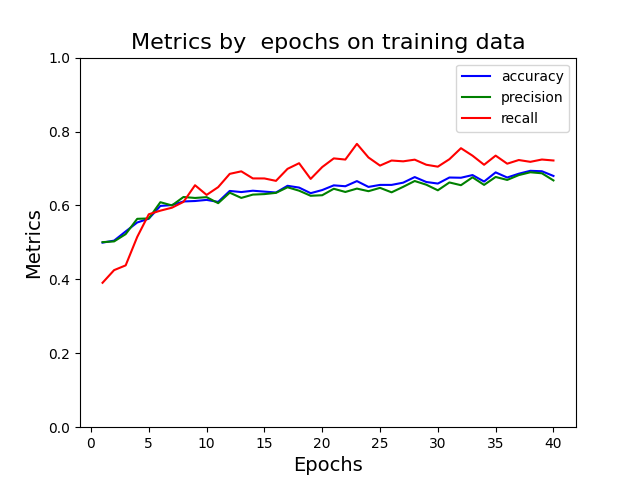 Metrics by  epochs on training data
accuracy
precision
recall
1.0
0.8
0.6
0.4
0.2
0.0
Metrics
0 5 10 15 20 25 30 35 40
Epochs